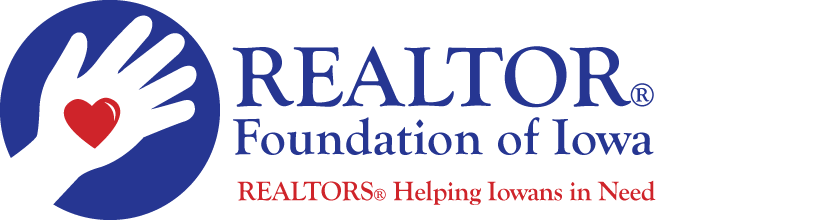 REALTOR®
Foundation of Iowa
REALTORS® Helping Iowans in Need